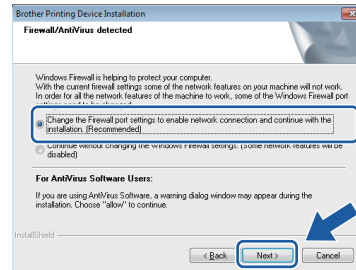 Brother Printing Device Installation
Firewall/AntiVirus detected
Windows Firewall is helping to protect your computer.
With the current firewall settings some of the network features on your machine will not work.
In order for all the network features of the machine to work, some of the Windows Firewall port
settings need to be changed.
Change the Firewall port settings to enable network connection and continue with the
installation. (Recommended)
Continue without changing the Windows Firewall settings. (Some network features will be
disabled)
For AntiVirus Software Users:
If you are using AntiVirus Software, a warning dialog window may appear during the
installation. Choose "allow" to continue.
InstallShield
< Back
Next >
Cancel